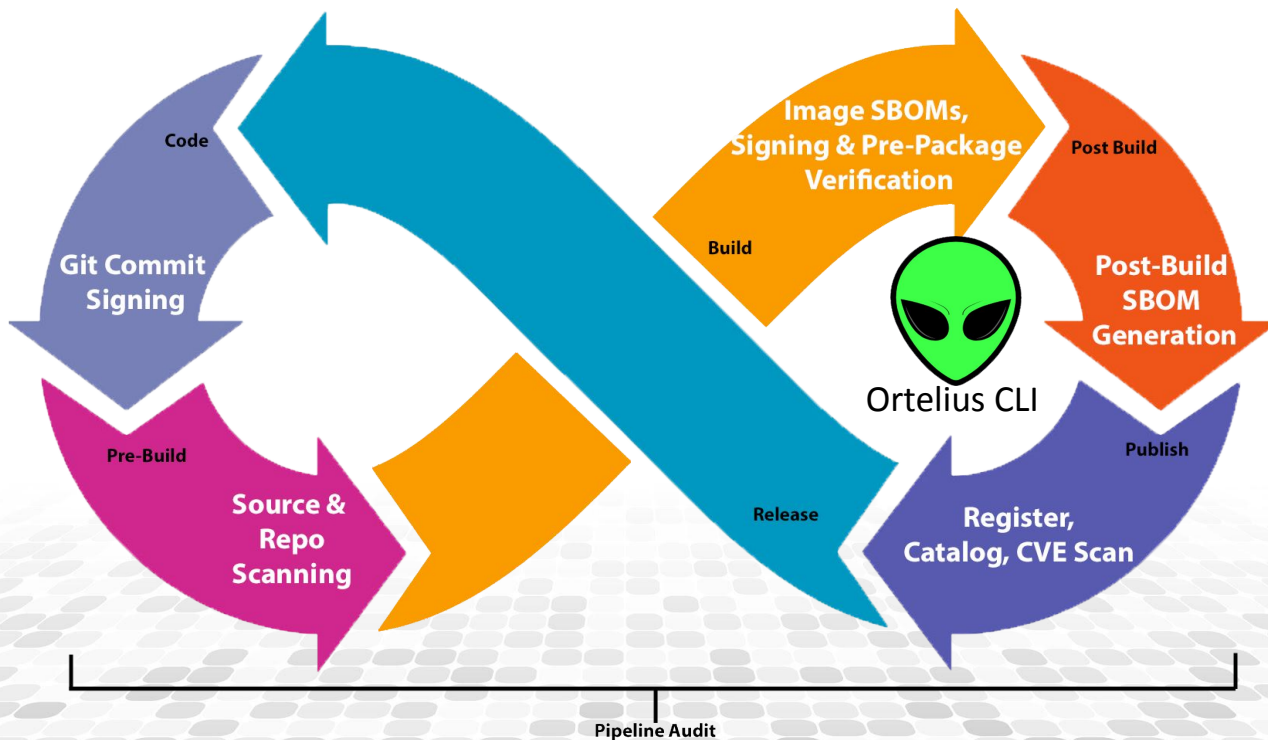 Code
Git Commit
Signing
Pre-Build
Source &
Repo
Scanning
Build
Image SBOMs,
Signing & Pre-Package
Verification
Post Build
Post-Build
SBOM
Generation
Ortelius CLI
Publish
Register,
Catalog, CVE Scan
Release
Pipeline Audit